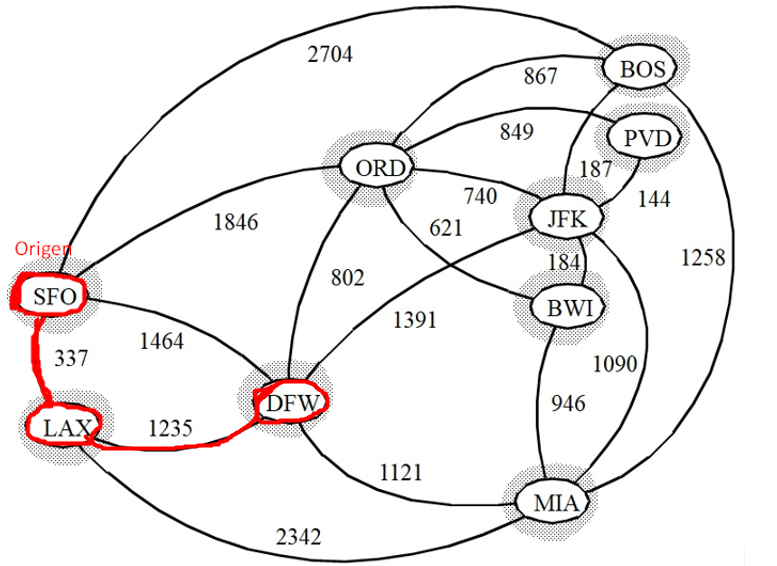 2704
BOS
867
849
PVD
ORD
187
740
144
JFK
1846
621
Origen
184
1258
SFO
802
BWI
1391
1464
337
1090
DFW
946
LAX
1235
1121
MIA
2342